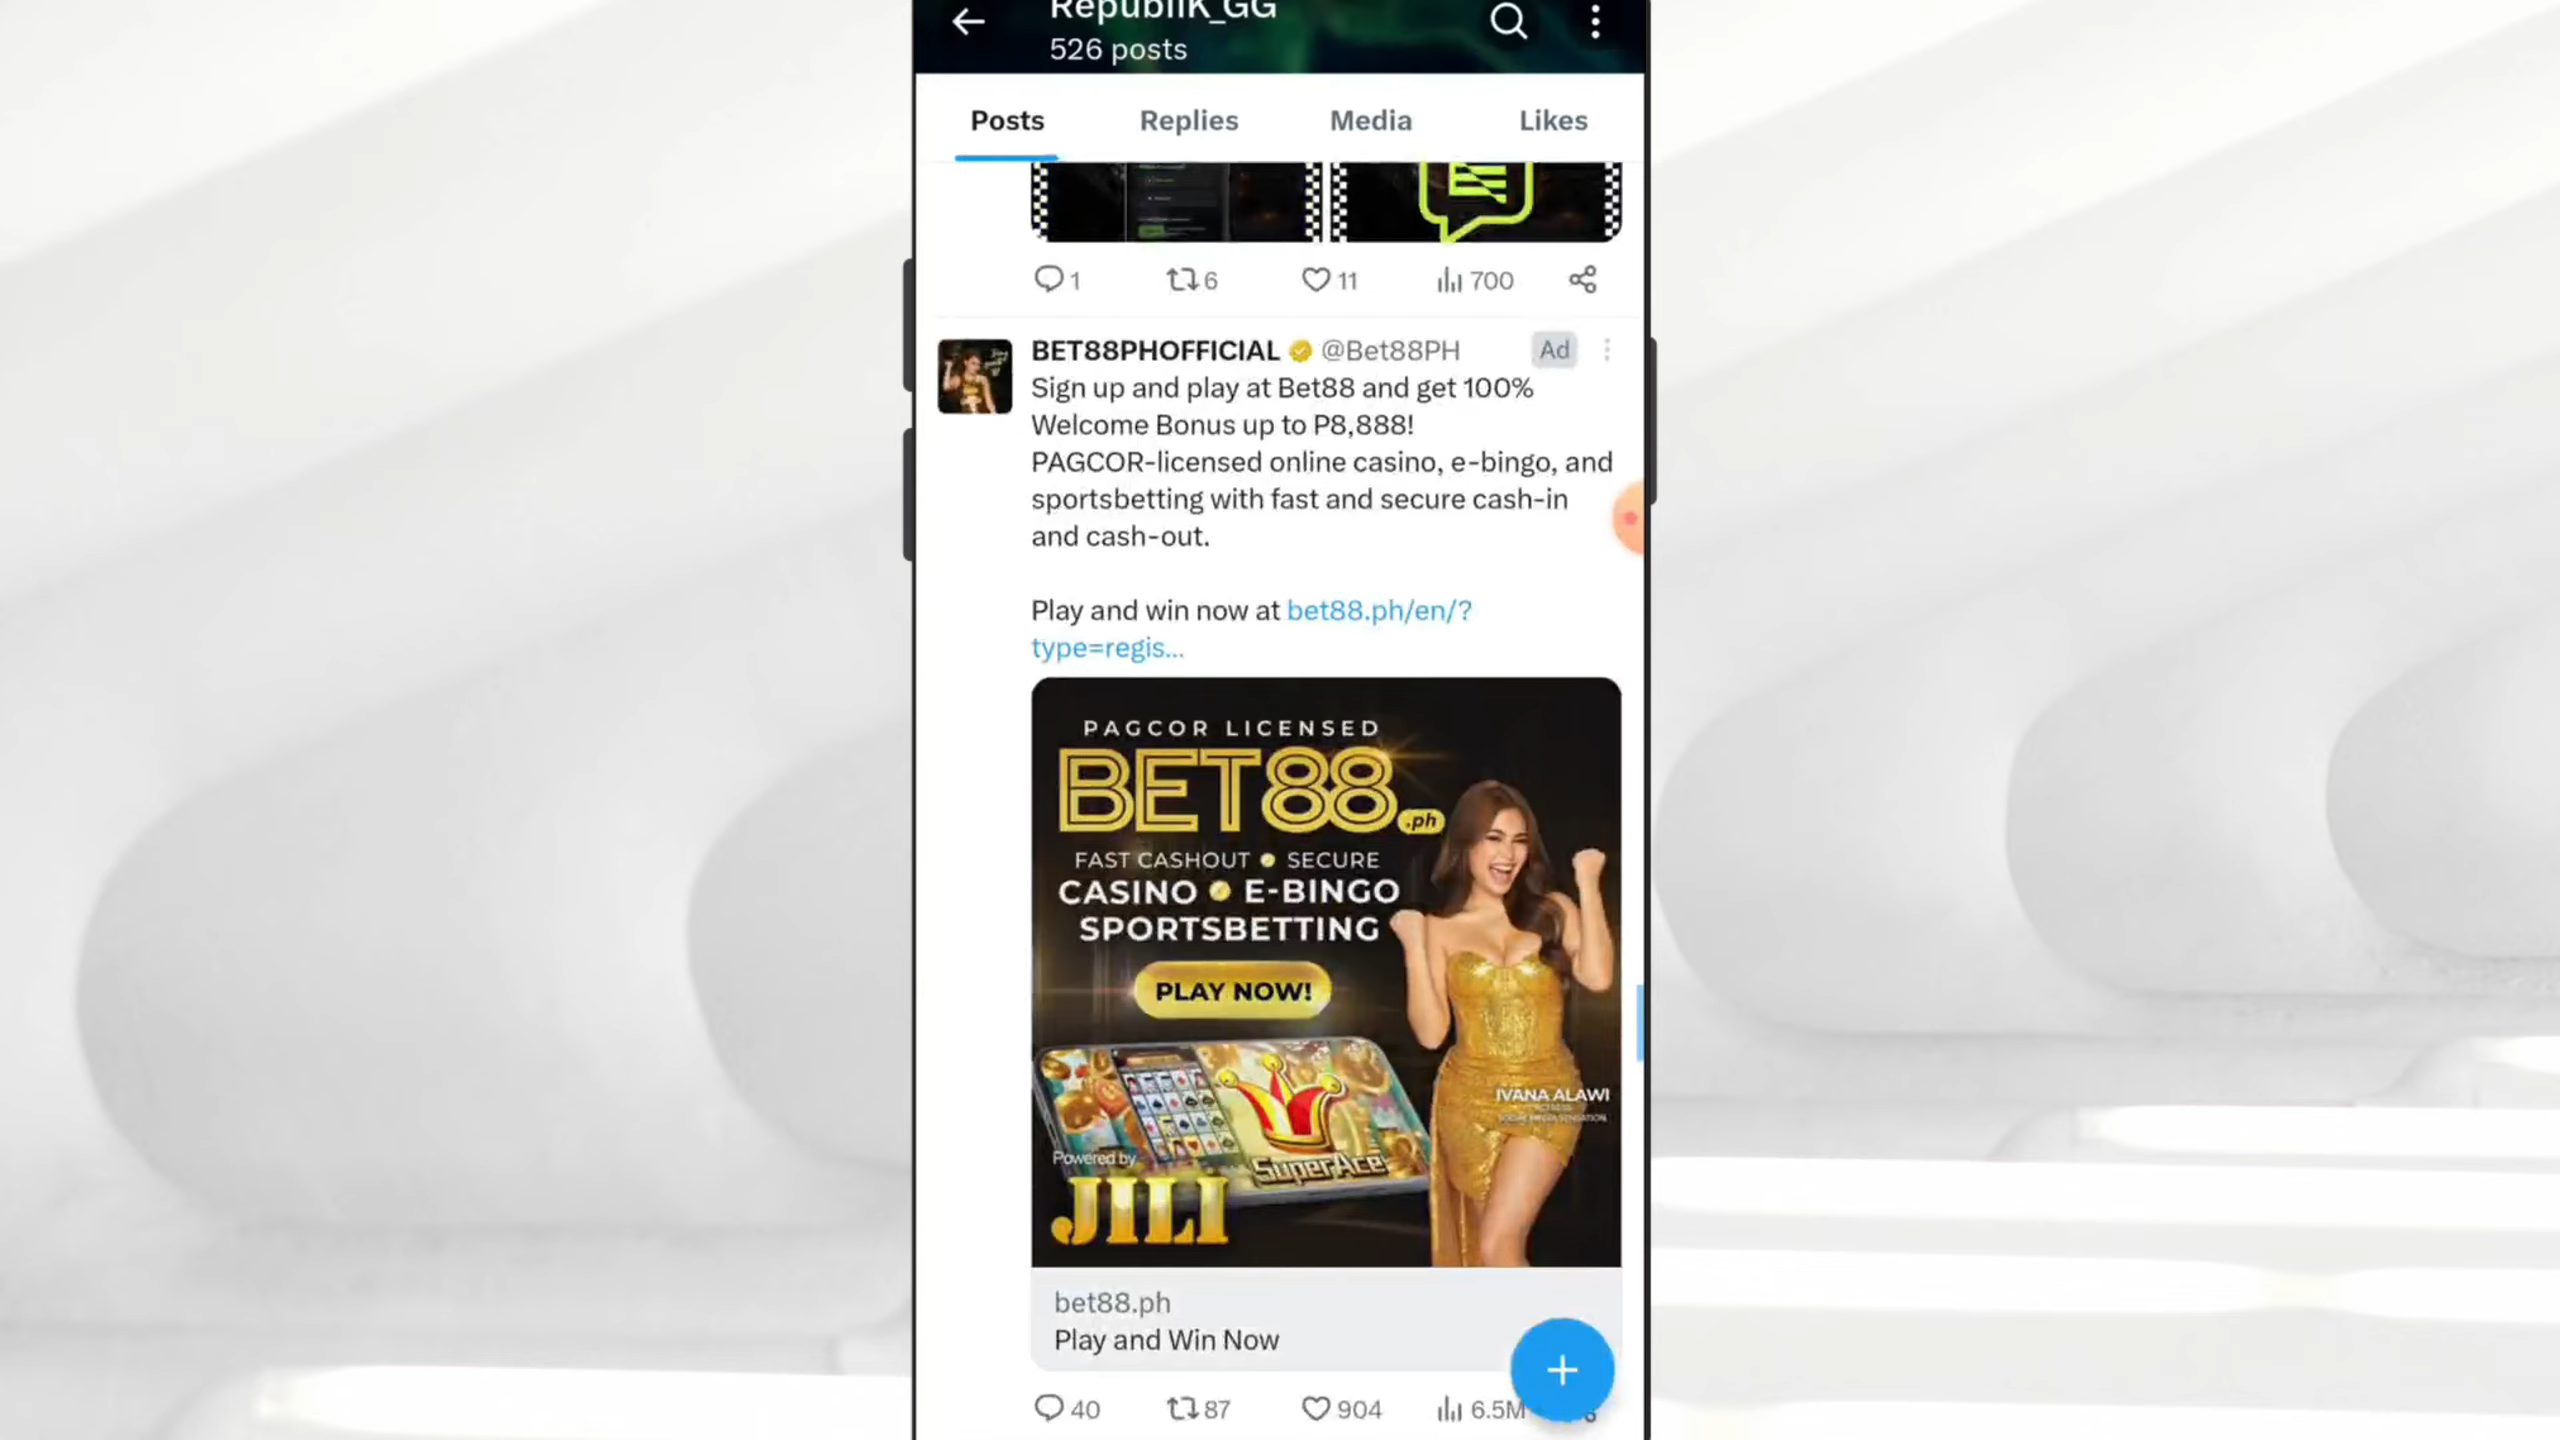 RepubliK_GG
526 posts
Posts Replies Media Likes
1 6 11 700
BET88PHOFFICIAL @Bet88PH Ad
Sign up and play at Bet88 and get 100%
Welcome Bonus up to P8,888!
PAGCOR-licensed online casino, e-bingo, and
sportsbetting with fast and secure cash-in
and cash-out.
Play and win now at bet88.ph/en/?
type=regis...
PAGCOR LICENSED
BET88.ph
FAST CASHOUT SECURE
CASINO E-BINGO
SPORTSBETTING
PLAY NOW!
IVANA ALAWI
ACTRESS
SOCIAL MEDIA SENSATION
SuperAce
Powered by
JILI
bet88.ph
Play and Win Now
40 87 904 6.5M